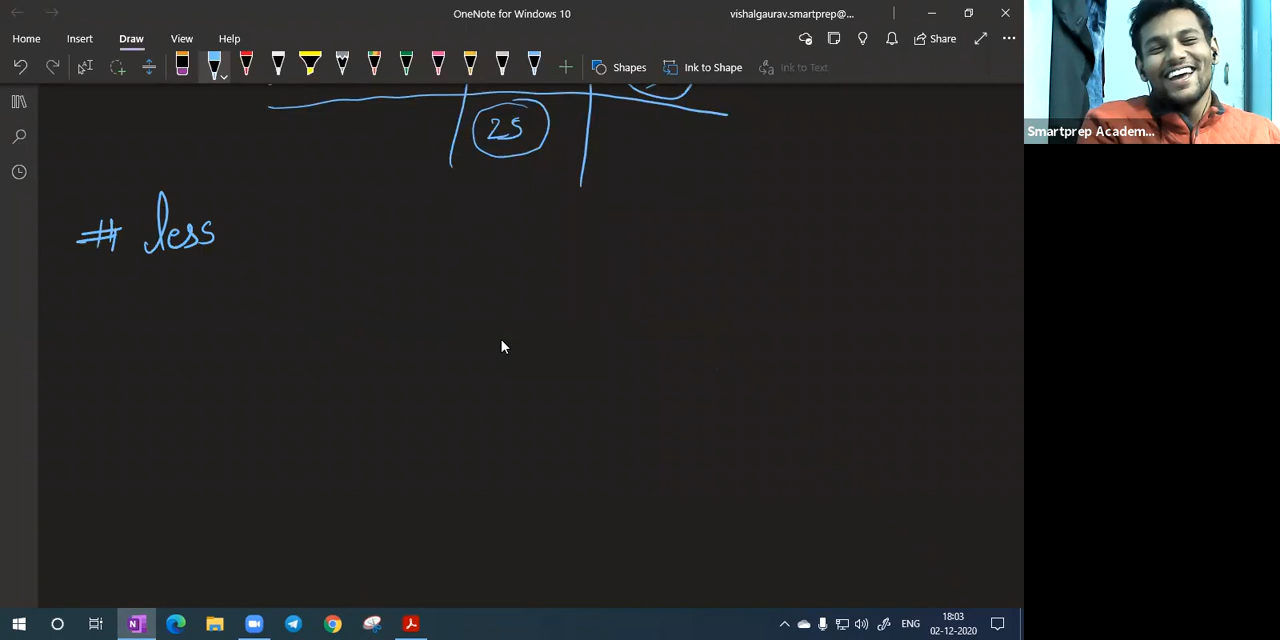 OneNote for Windows 10
vishalgaurav.smartprep@...
Home Insert Draw View Help
Share
Shapes Ink to Shape Ink to Text
25
# less
Smartprep Academ...
ENG
18:03
02-12-2020